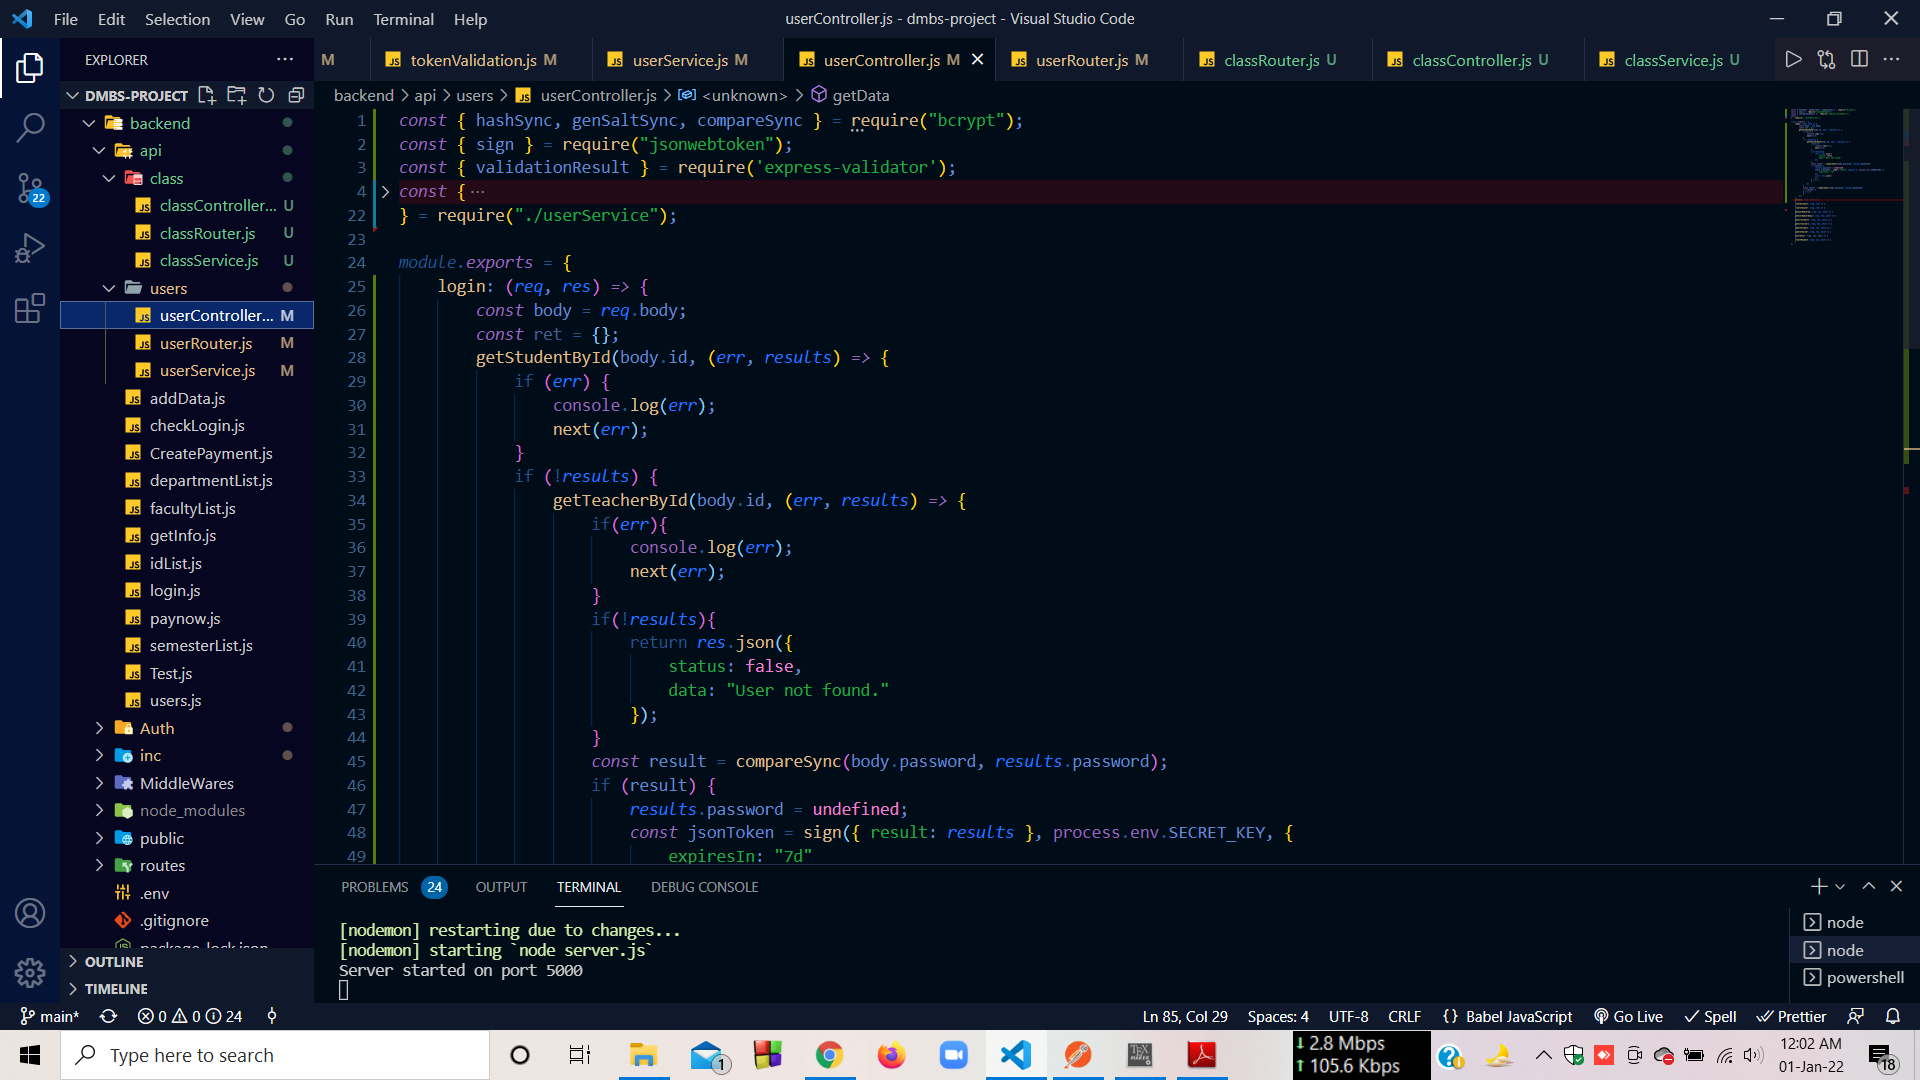 File Edit Selection View Go Run Terminal Help
userController.js - dmbs-project - Visual Studio Code
EXPLORER
M
tokenValidation.js M
userService.js M
userController.js M
userRouter.js M
classRouter.js U
classController.js U
classService.js U
DMBS-PROJECT
backend
api
class
classController... U
classRouter.js U
classService.js U
users
userController... M
userRouter.js M
userService.js M
addData.js
checkLogin.js
CreatePayment.js
departmentList.js
facultyList.js
getInfo.js
idList.js
login.js
paynow.js
semesterList.js
Test.js
users.js
Auth
inc
MiddleWares
node_modules
public
routes
.env
.gitignore
package-lock.json
OUTLINE
TIMELINE
22
backend > api > users > userController.js > <unknown> > getData
1 const { hashSync, genSaltSync, compareSync } = require("bcrypt");
2 const { sign } = require("jsonwebtoken");
3 const { validationResult } = require('express-validator');
4 const { ...
22 } = require("./userService");
23
24 module.exports = {
25 login: (req, res) => {
26 const body = req.body;
27 const ret = {};
28 getStudentById(body.id, (err, results) => {
29 if (err) {
30 console.log(err);
31 next(err);
32 }
33 if (!results) {
34 getTeacherById(body.id, (err, results) => {
35 if(err){
36 console.log(err);
37 next(err);
38 }
39 if(!results){
40 return res.json({
41 status: false,
42 data: "User not found."
43 });
44 }
45 const result = compareSync(body.password, results.password);
46 if (result) {
47 results.password = undefined;
48 const jsonToken = sign({ result: results }, process.env.SECRET_KEY, {
49 expiresIn: "7d"
PROBLEMS 24 OUTPUT TERMINAL DEBUG CONSOLE
[nodemon] restarting due to changes...
[nodemon] starting `node server.js`
Server started on port 5000
node
node
powershell
main* 0 0 24
Ln 85, Col 29 Spaces: 4 UTF-8 CRLF {} Babel JavaScript Go Live Spell Prettier
Type here to search
1
2.8 Mbps
105.6 Kbps
12:02 AM
01-Jan-22
18